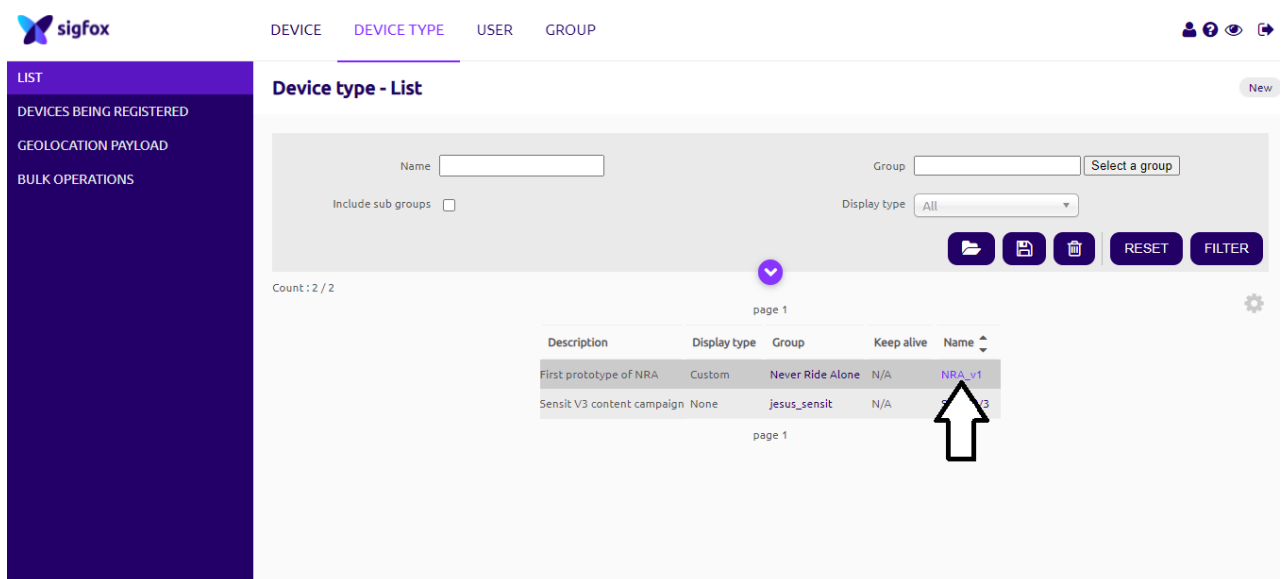 sigfox
DEVICE DEVICE TYPE USER GROUP
LIST
DEVICES BEING REGISTERED
GEOLOCATION PAYLOAD
BULK OPERATIONS
Device type - List
New
Name
Group Select a group
Include sub groups
Display type All
RESET FILTER
Count : 2 / 2
page 1
Description Display type Group Keep alive Name
First prototype of NRA Custom Never Ride Alone N/A NRA_v1
Sensit V3 content campaign None jesus_sensit N/A
page 1